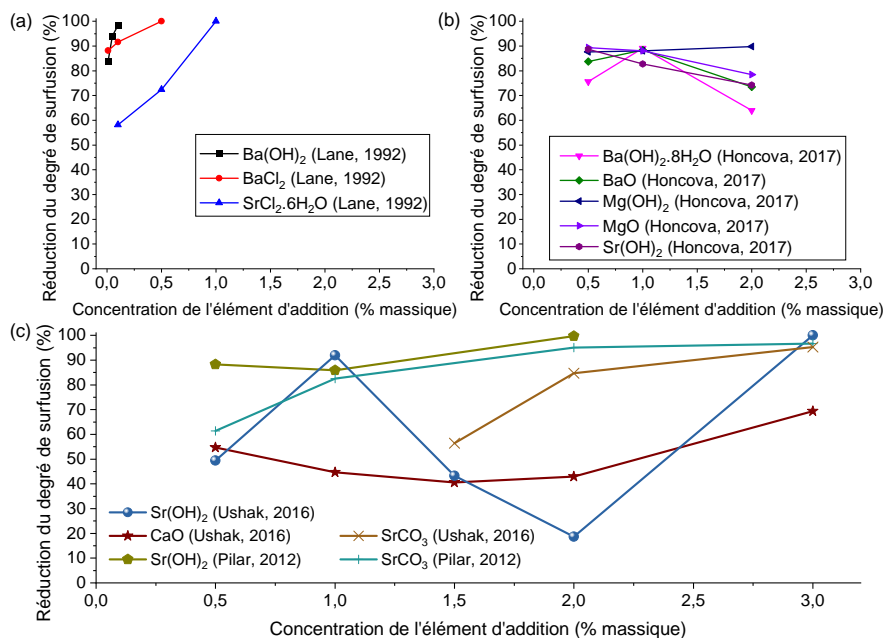 (a)
100
90
80
70
60
50
40
30
20
10
0
Réduction du degré de surfusion (%)
Ba(OH)2 (Lane, 1992)
BaCl2 (Lane, 1992)
SrCl2.6H2O (Lane, 1992)
0,0 0,5 1,0 1,5 2,0 2,5 3,0
Concentration de l'élément d'addition (% massique)
(b)
100
90
80
70
60
50
40
30
20
10
0
Réduction du degré de surfusion (%)
Ba(OH)2.8H2O (Honcova, 2017)
BaO (Honcova, 2017)
Mg(OH)2 (Honcova, 2017)
MgO (Honcova, 2017)
Sr(OH)2 (Honcova, 2017)
0,0 0,5 1,0 1,5 2,0 2,5 3,0
Concentration de l'élément d'addition (% massique)
(c)
100
90
80
70
60
50
40
30
20
10
0
Réduction du degré de surfusion (%)
Sr(OH)2 (Ushak, 2016)
CaO (Ushak, 2016) SrCO3 (Ushak, 2016)
Sr(OH)2 (Pilar, 2012) SrCO3 (Pilar, 2012)
0,0 0,5 1,0 1,5 2,0 2,5 3,0
Concentration de l'élément d'addition (% massique)